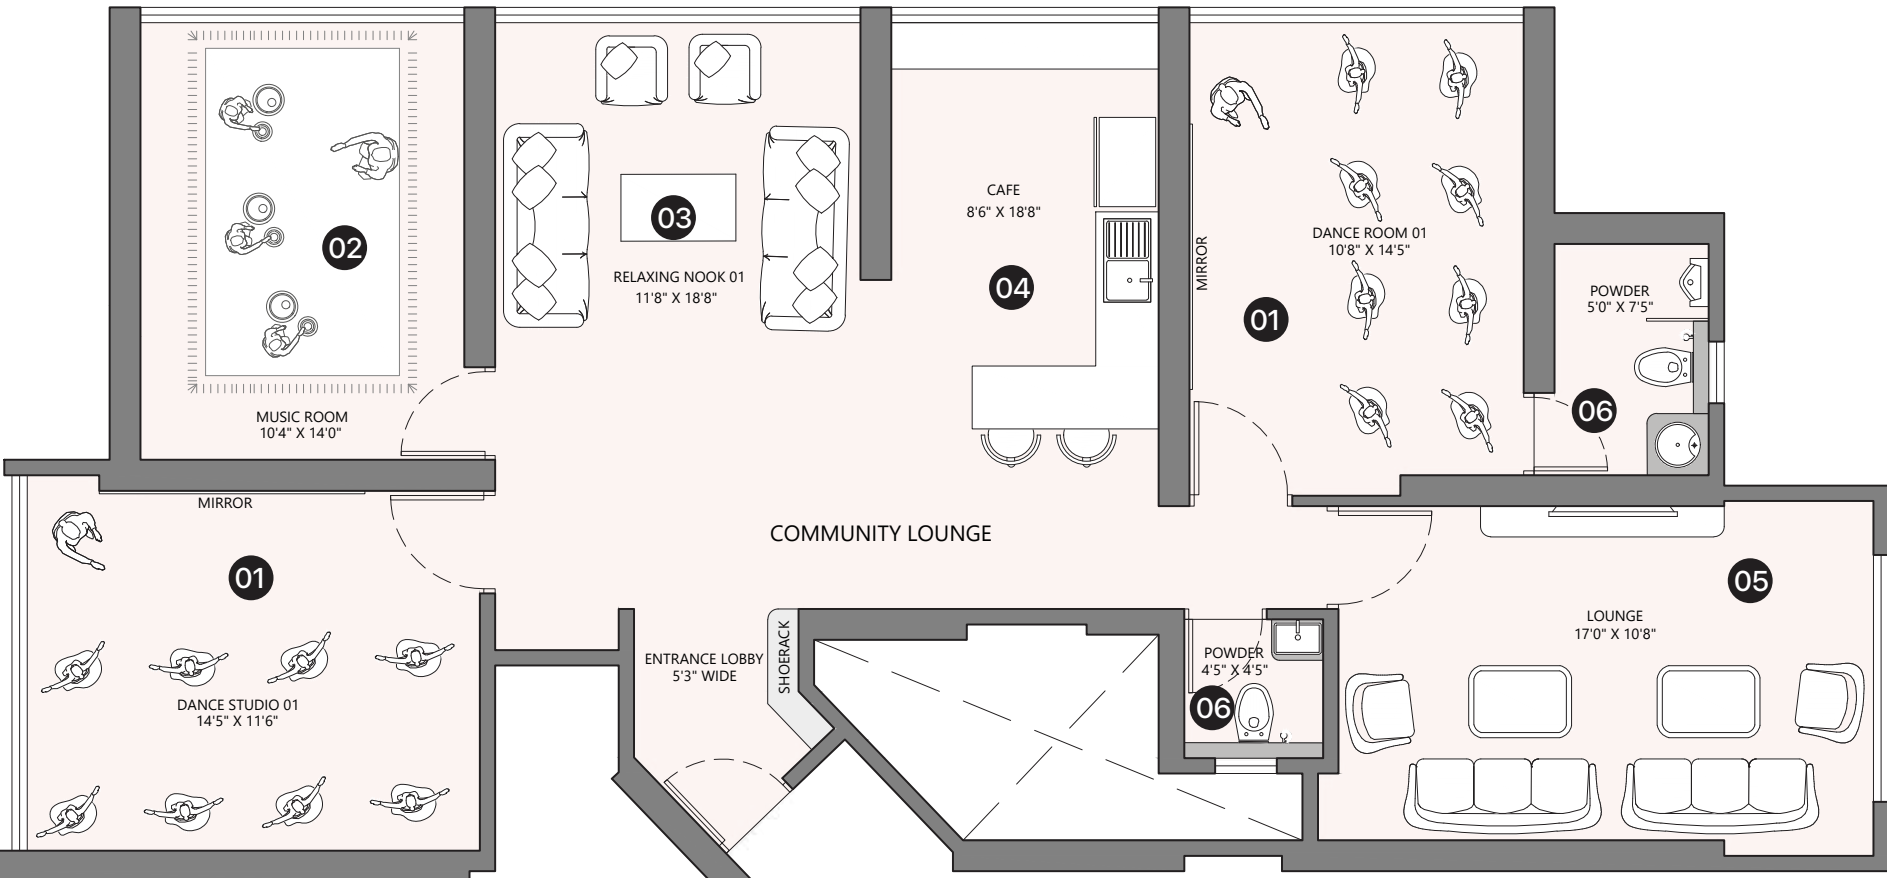 02
MUSIC ROOM
10'4" X 14'0"
03
RELAXING NOOK 01
11'8" X 18'8"
CAFE
8'6" X 18'8"
04
MIRROR
01
DANCE ROOM 01
10'8" X 14'5"
POWDER
5'0" X 7'5"
06
MIRROR
01
DANCE STUDIO 01
14'5" X 11'6"
COMMUNITY LOUNGE
ENTRANCE LOBBY
5'3" WIDE
SHOERACK
POWDER
4'5" X 4'5"
06
05
LOUNGE
17'0" X 10'8"